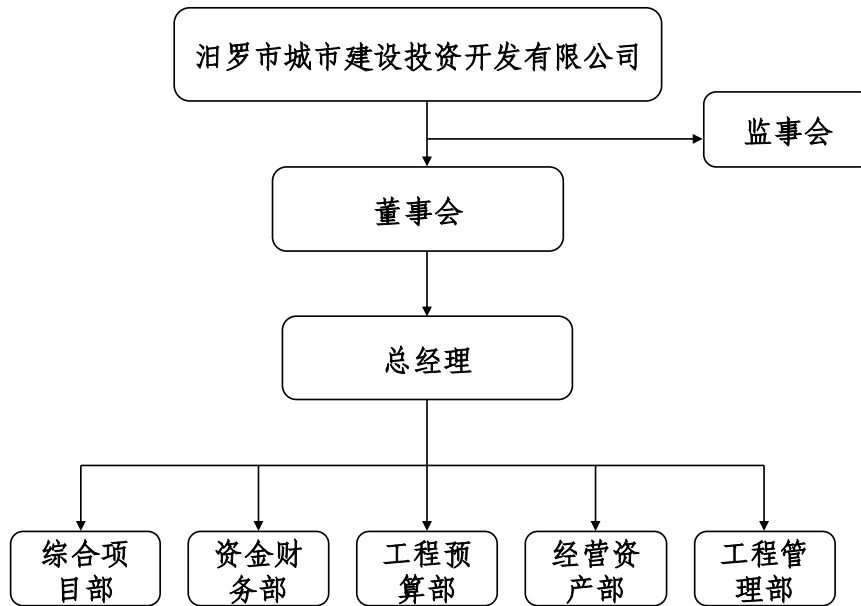 汨罗市城市建设投资开发有限公司
监事会
董事会
总经理
综合项
目部
资金财
务部
工程预
算部
经营资
产部
工程管
理部